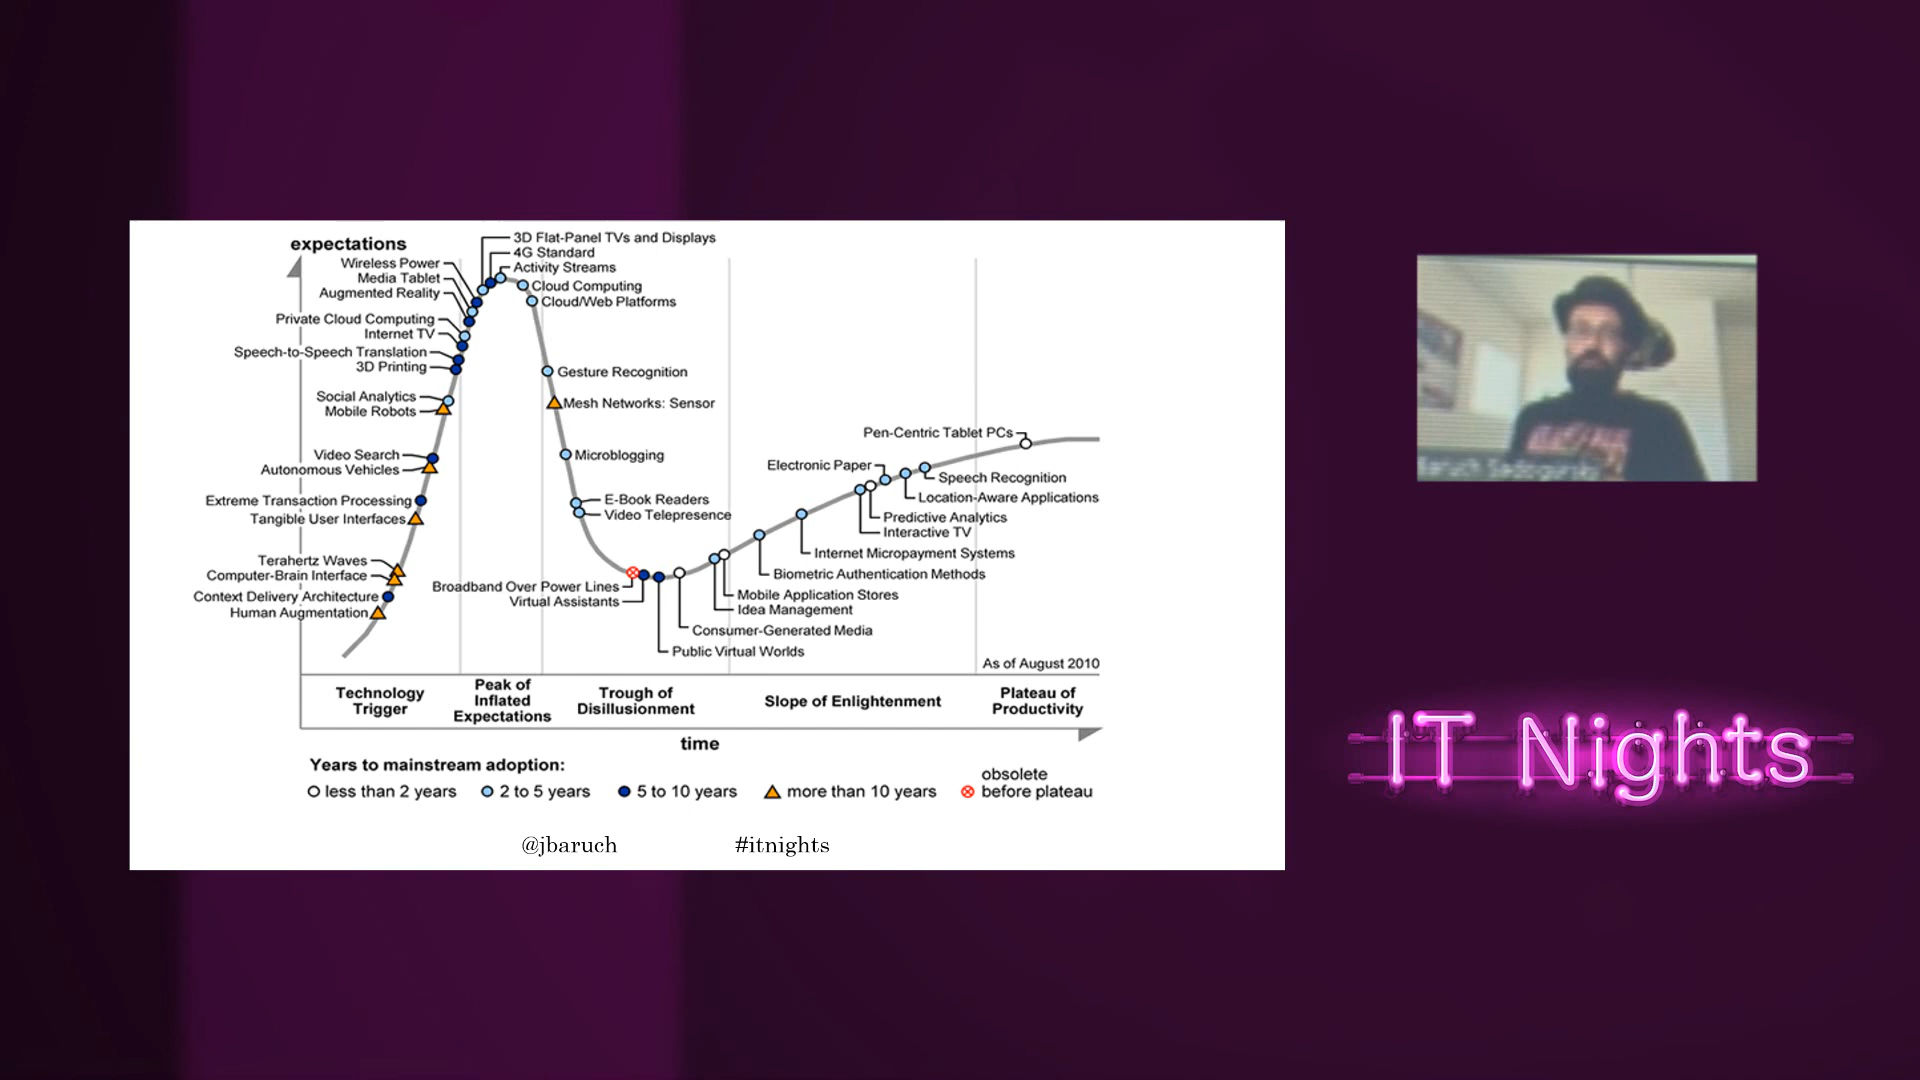 expectations
3D Flat-Panel TVs and Displays
4G Standard
Activity Streams
Wireless Power
Media Tablet
Augmented Reality
Cloud Computing
Cloud/Web Platforms
Private Cloud Computing
Internet TV
Speech-to-Speech Translation
3D Printing
Gesture Recognition
Social Analytics
Mobile Robots
Mesh Networks: Sensor
Video Search
Autonomous Vehicles
Microblogging
Extreme Transaction Processing
Tangible User Interfaces
E-Book Readers
Video Telepresence
Terahertz Waves
Computer-Brain Interface
Context Delivery Architecture
Human Augmentation
Broadband Over Power Lines
Virtual Assistants
Pen-Centric Tablet PCs
Electronic Paper
Speech Recognition
Location-Aware Applications
Predictive Analytics
Interactive TV
Internet Micropayment Systems
Biometric Authentication Methods
Mobile Application Stores
Idea Management
Consumer-Generated Media
Public Virtual Worlds
As of August 2010
Technology
Trigger
Peak of
Inflated
Expectations
Trough of
Disillusionment
Slope of Enlightenment
Plateau of
Productivity
time
Years to mainstream adoption:
less than 2 years
2 to 5 years
5 to 10 years
more than 10 years
obsolete
before plateau
@jbaruch
#itnights
Baruch Sadogursky
IT Nights